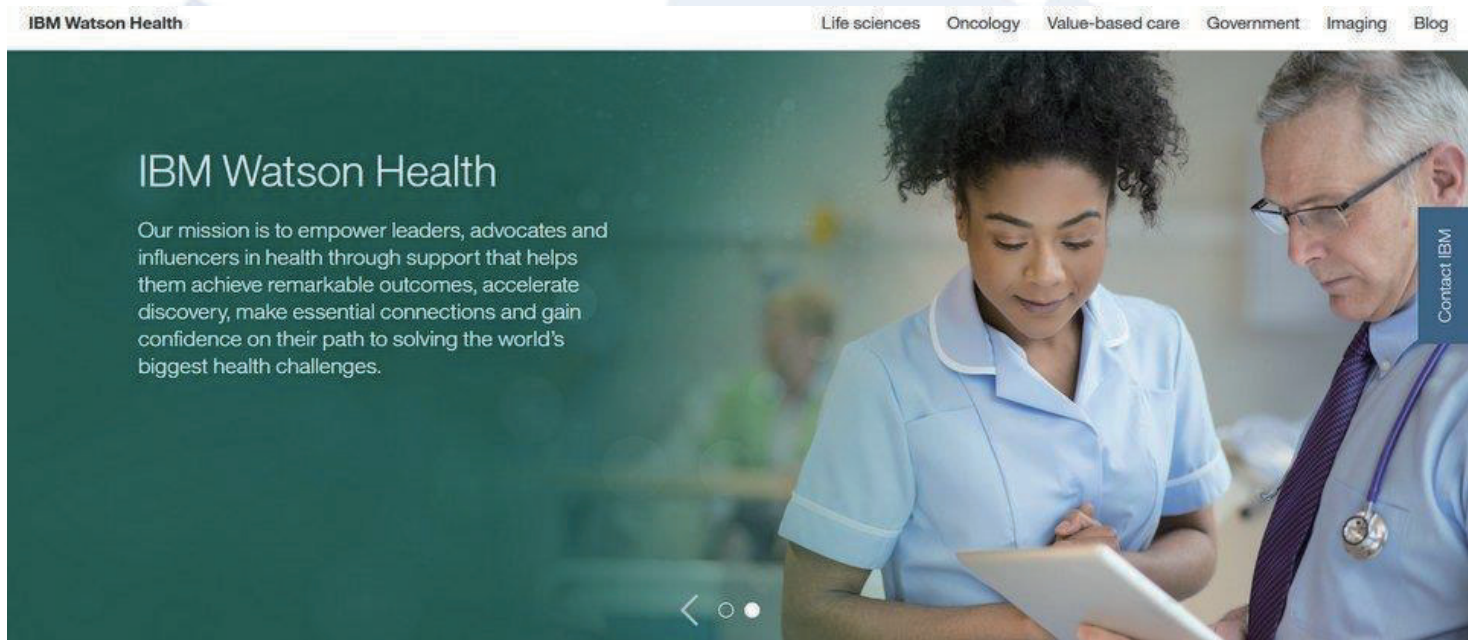 IBM Watson Health
Life sciences Oncology Value-based care Government Imaging Blog
IBM Watson Health
Our mission is to empower leaders, advocates and
influencers in health through support that helps
them achieve remarkable outcomes, accelerate
discovery, make essential connections and gain
confidence on their path to solving the world's
biggest health challenges.
Contact IBM